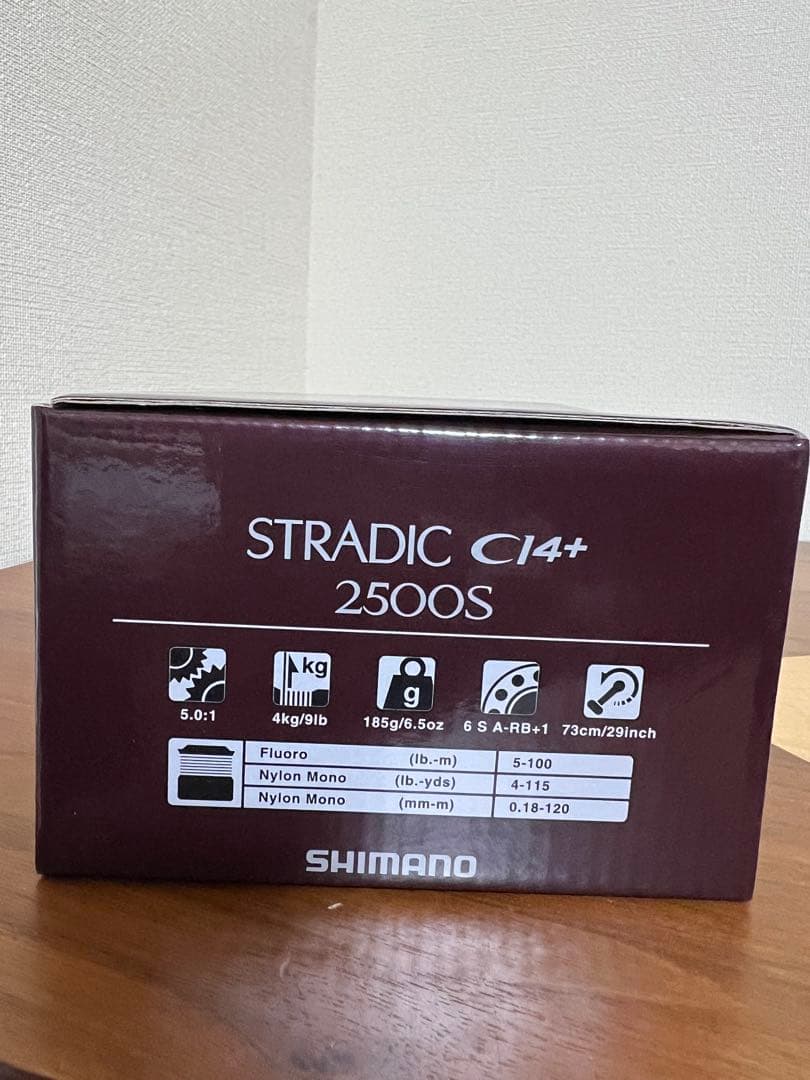 STRADIC CI4+
2500S
kg
g
5.0:1 4kg/9lb 185g/6.5oz 6 S A-RB+1 73cm/29inch
Fluoro (lb.-m) 5-100
Nylon Mono (lb.-yds) 4-115
Nylon Mono (mm-m) 0.18-120
SHIMANO